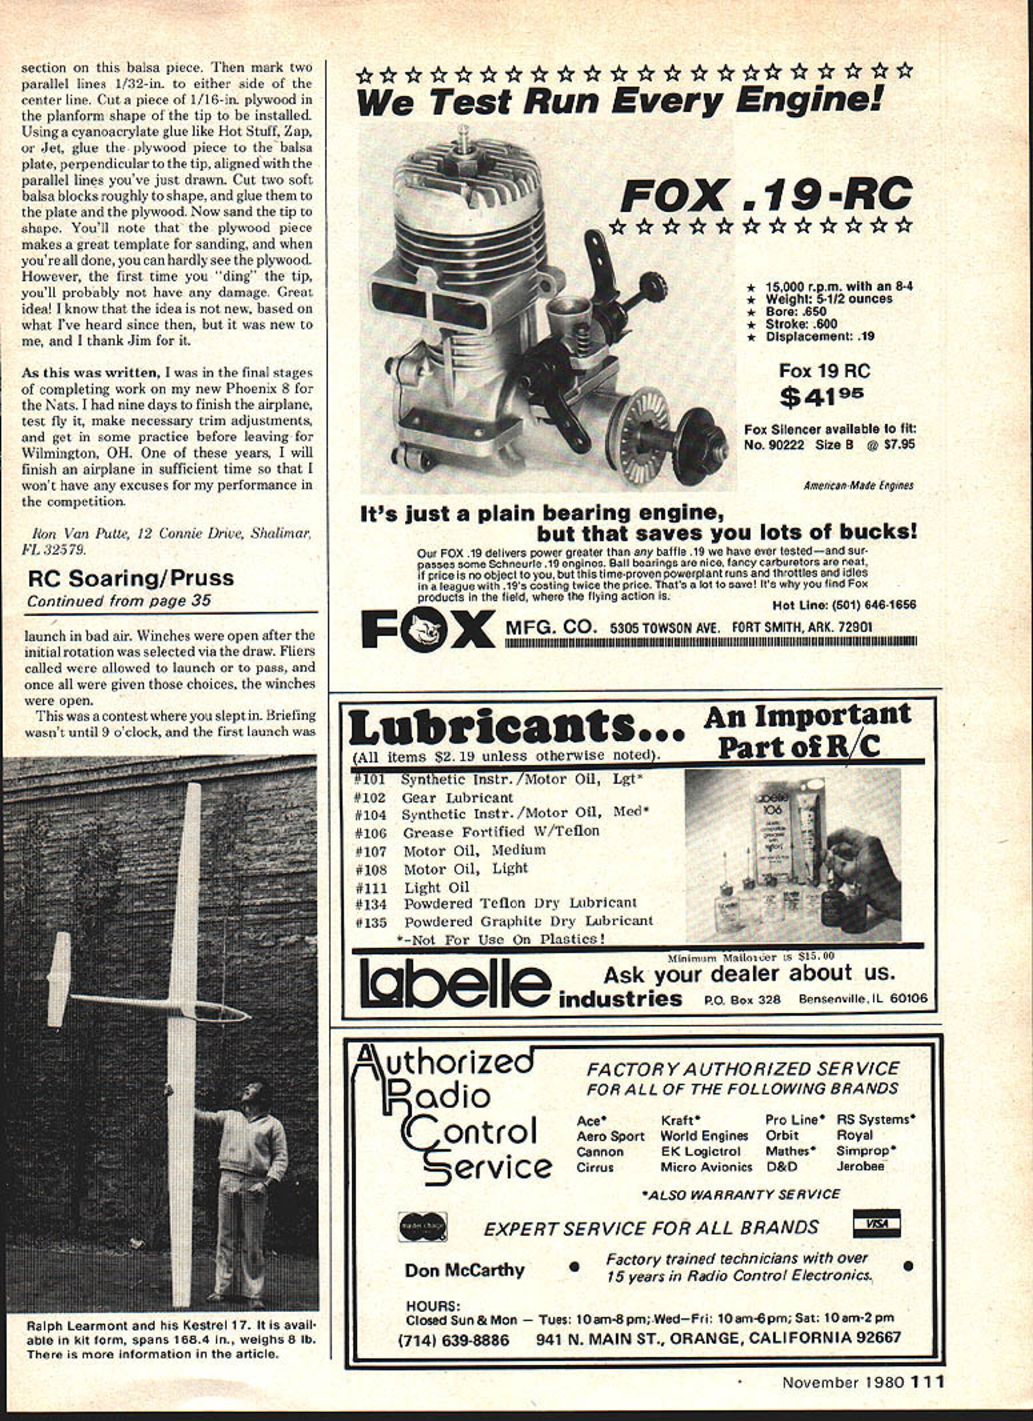 section on this balsa piece. Then mark two
parallel lines 1/32-in. to either side of the
center line. Cut a piece of 1/16-in. plywood in
the planform shape of the tip to be installed.
Using a cyanoacrylate glue like Hot Stuff, Zap,
or Jet, glue the plywood piece to the balsa
plate, perpendicular to the tip, aligned with the
parallel lines you've just drawn. Cut two soft
balsa blocks roughly to shape, and glue them to
the plate and the plywood. Now sand the tip to
shape. You'll note that the plywood piece
makes a great template for sanding, and when
you're all done, you can hardly see the plywood.
However, the first time you "ding" the tip,
you'll probably not have any damage. Great
idea! I know that the idea is not new, based on
what I've heard since then, but it was new to
me, and I thank Jim for it.
As this was written, I was in the final stages
of completing work on my new Phoenix 8 for
the Nats. I had nine days to finish the airplane,
test fly it, make necessary trim adjustments,
and get in some practice before leaving for
Wilmington, OH. One of these years, I will
finish an airplane in sufficient time so that I
won't have any excuses for my performance in
the competition.
Ron Van Putte, 12 Connie Drive, Shalimar,
FL 32579.
RC Soaring/Pruss
Continued from page 35
launch in bad air. Winches were open after the
initial rotation was selected via the draw. Fliers
called were allowed to launch or to pass, and
once all were given those choices, the winches
were open.
This was a contest where you slept in. Briefing
wasn't until 9 o'clock, and the first launch was
Ralph Learmont and his Kestrel 17. It is avail-
able in kit form, spans 168.4 in., weighs 8 lb.
There is more information in the article.
We Test Run Every Engine!
FOX .19-RC
★ 15,000 r.p.m. with an 8-4
★ Weight: 5-1/2 ounces
★ Bore: .650
★ Stroke: .600
★ Displacement: .19
Fox 19 RC
$41⁹⁵
Fox Silencer available to fit:
No. 90222 Size B @ $7.95
American-Made Engines
It's just a plain bearing engine,
but that saves you lots of bucks!
Our FOX .19 delivers power greater than any baffle .19 we have ever tested—and sur-
passes some Schneurle .19 engines. Ball bearings are nice, fancy carburetors are neat,
if price is no object to you, but this time-proven powerplant runs and throttles and idles
in a league with .19's costing twice the price. That's a lot to save! It's why you find Fox
products in the field, where the flying action is.
Hot Line: (501) 646-1656
FOX MFG. CO. 5305 TOWSON AVE. FORT SMITH, ARK. 72901
Lubricants... An Important
Part of R/C
(All items $2.19 unless otherwise noted).
#101 Synthetic Instr./Motor Oil, Lgt*
#102 Gear Lubricant
#104 Synthetic Instr./Motor Oil, Med*
#106 Grease Fortified W/Teflon
#107 Motor Oil, Medium
#108 Motor Oil, Light
#111 Light Oil
#134 Powdered Teflon Dry Lubricant
#135 Powdered Graphite Dry Lubricant
*-Not For Use On Plastics!
labelle
106
Minimum Mailorder is $15.00
Labelle industries
Ask your dealer about us.
P.O. Box 328 Bensenville, IL 60106
Authorized
Radio
Control
Service
FACTORY AUTHORIZED SERVICE
FOR ALL OF THE FOLLOWING BRANDS
Ace* Kraft* Pro Line* RS Systems*
Aero Sport World Engines Orbit Royal
Cannon EK Logictrol Mathes* Simprop*
Cirrus Micro Avionics D&D Jerobee
*ALSO WARRANTY SERVICE
master charge
EXPERT SERVICE FOR ALL BRANDS
VISA
Don McCarthy
● Factory trained technicians with over ●
15 years in Radio Control Electronics.
HOURS:
Closed Sun & Mon — Tues: 10am-8pm; Wed-Fri: 10am-6pm; Sat: 10am-2pm
(714) 639-8886 941 N. MAIN ST., ORANGE, CALIFORNIA 92667
November 1980 111